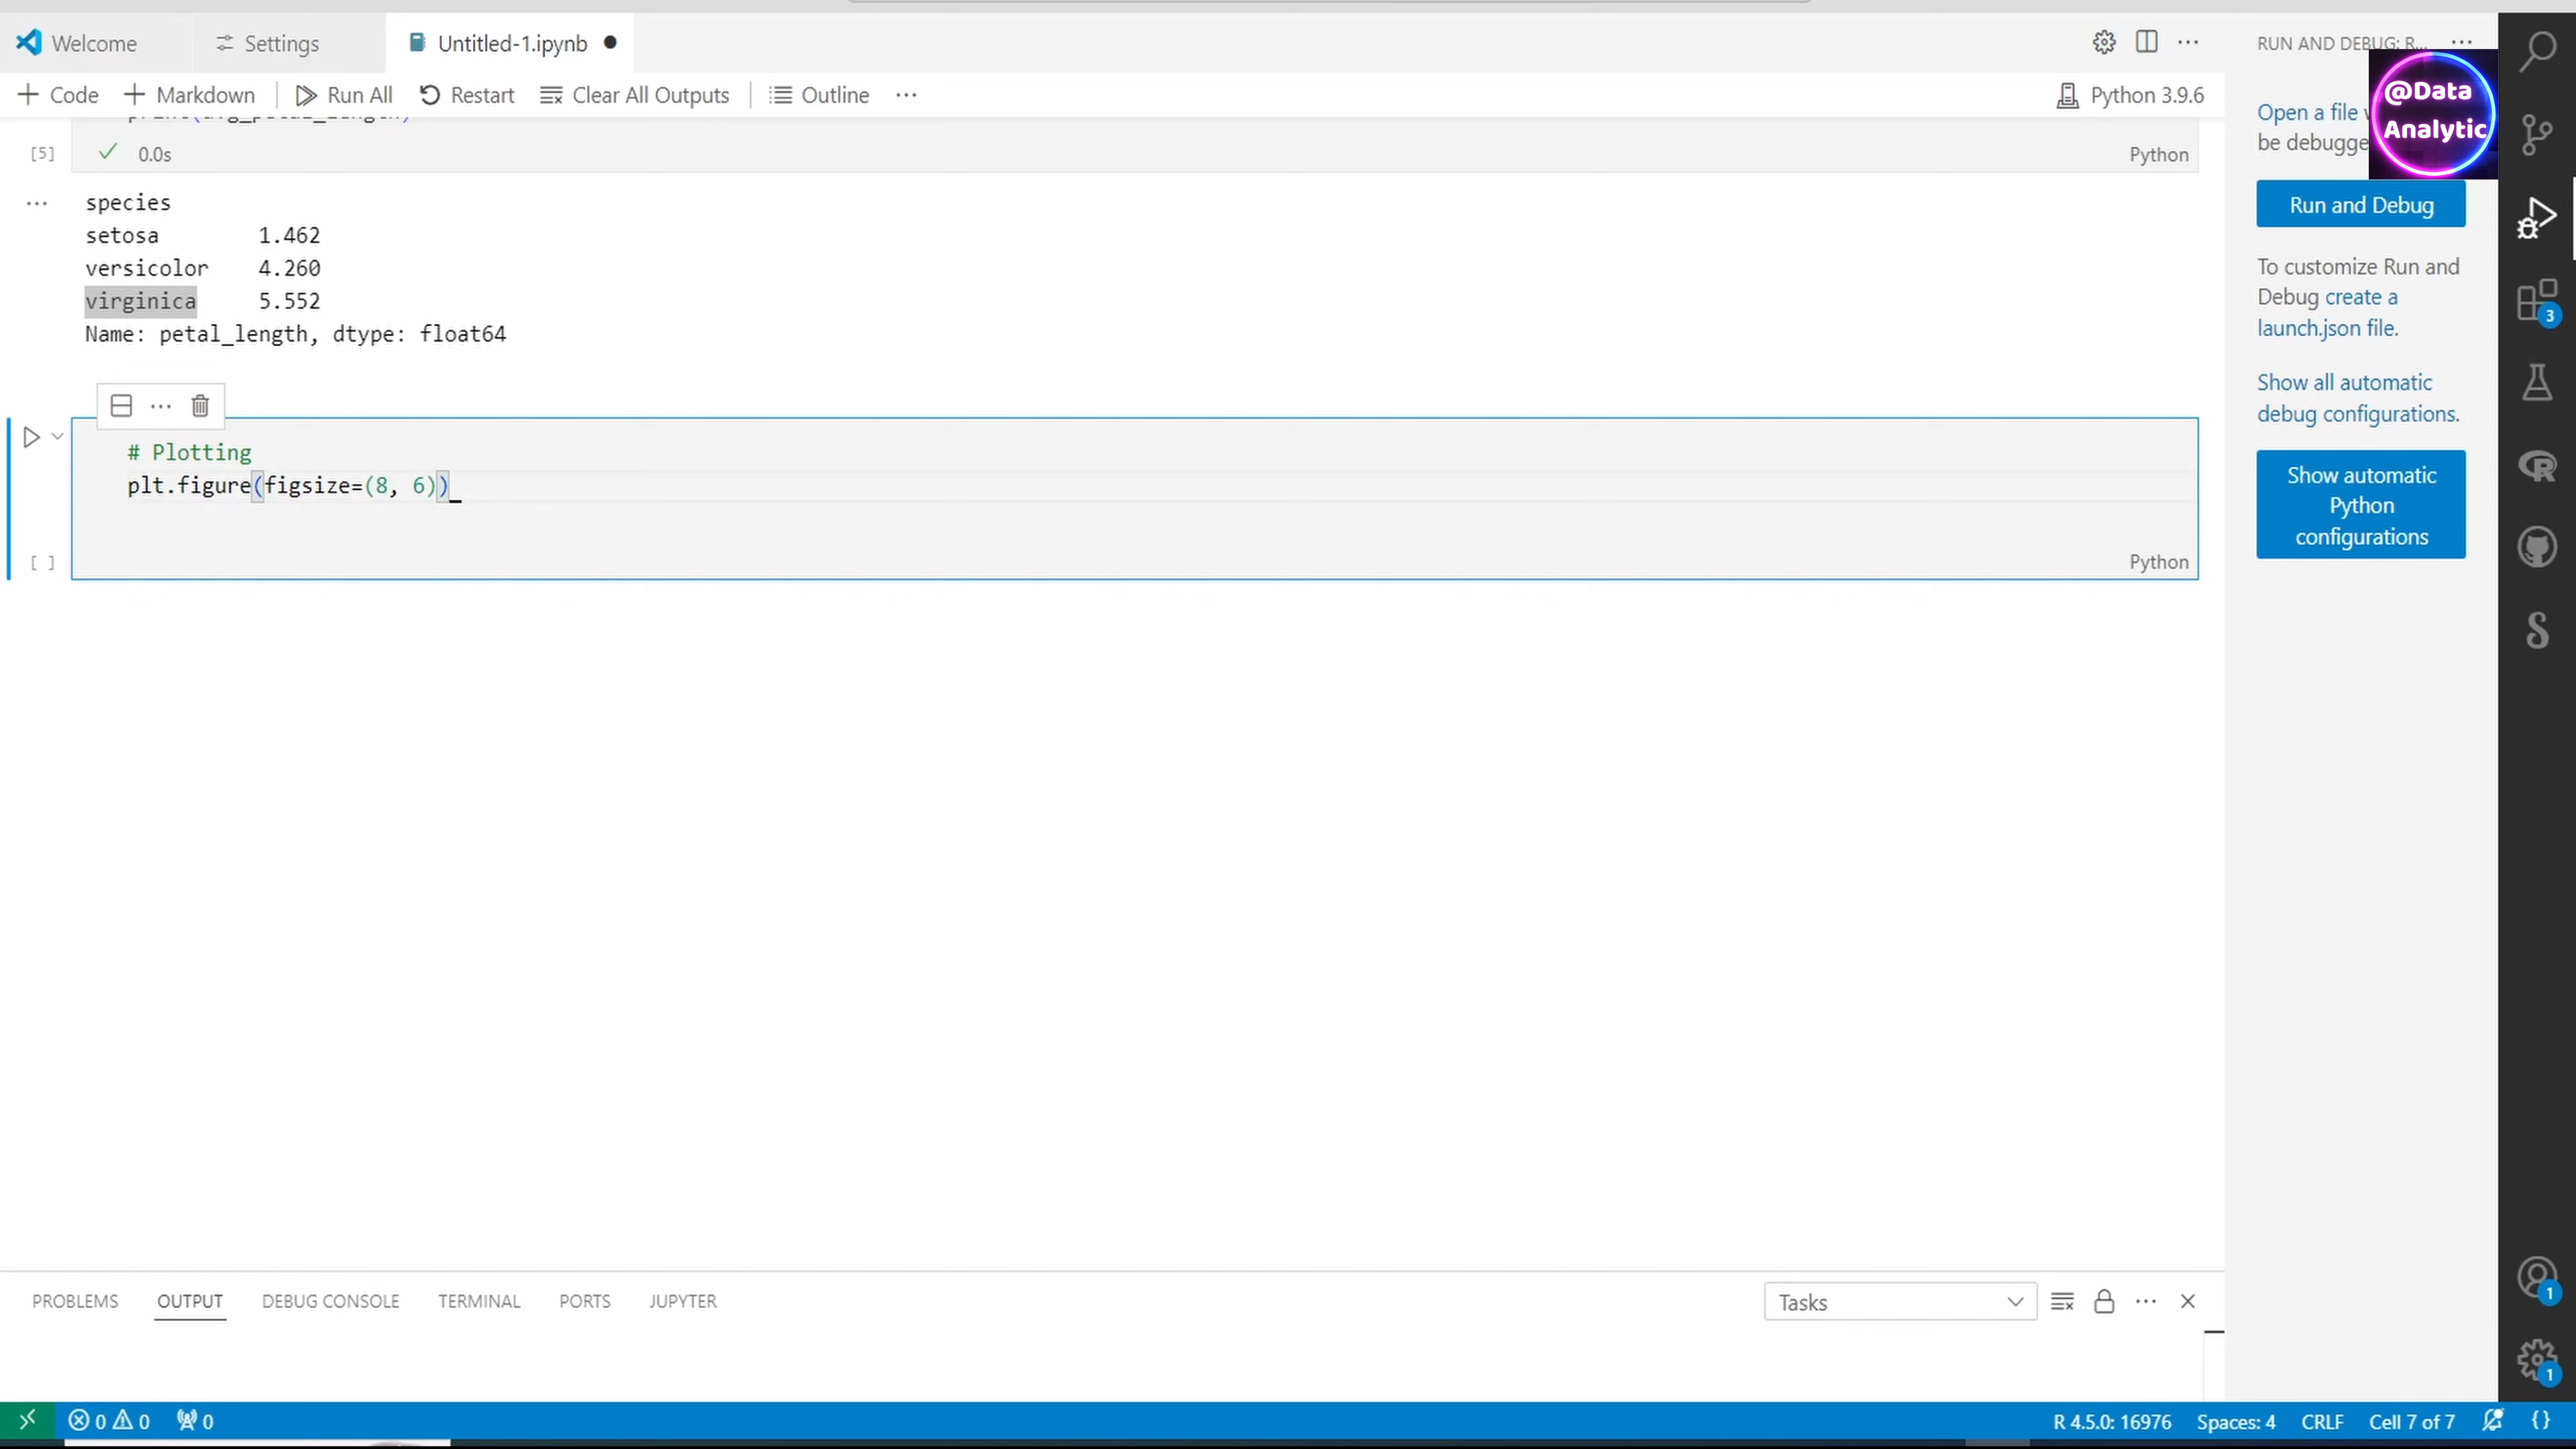 Welcome
Settings
Untitled-1.ipynb
RUN AND DEBUG: R...
Code
Markdown
Run All
Restart
Clear All Outputs
Outline
Python 3.9.6
@Data
Analytic
Open a file
be debugge
[5]
0.0s
Python
Run and Debug
species
setosa 1.462
versicolor 4.260
virginica 5.552
Name: petal_length, dtype: float64
To customize Run and
Debug create a
launch.json file.
3
Show all automatic
debug configurations.
# Plotting
plt.figure(figsize=(8, 6))
[ ]
Python
Show automatic
Python
configurations
PROBLEMS
OUTPUT
DEBUG CONSOLE
TERMINAL
PORTS
JUPYTER
Tasks
1
1
0
0
0
R 4.5.0: 16976
Spaces: 4
CRLF
Cell 7 of 7
{}